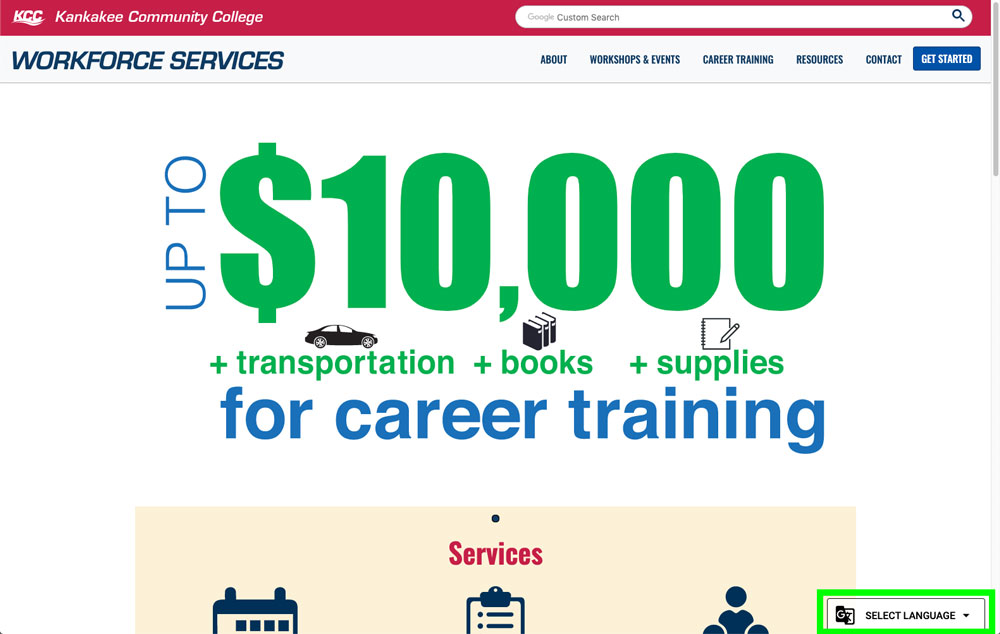 KCC Kankakee Community College
Google Custom Search
WORKFORCE SERVICES
ABOUT WORKSHOPS & EVENTS CAREER TRAINING RESOURCES CONTACT GET STARTED
UP TO $10,000
+ transportation + books + supplies
for career training
Services
SELECT LANGUAGE